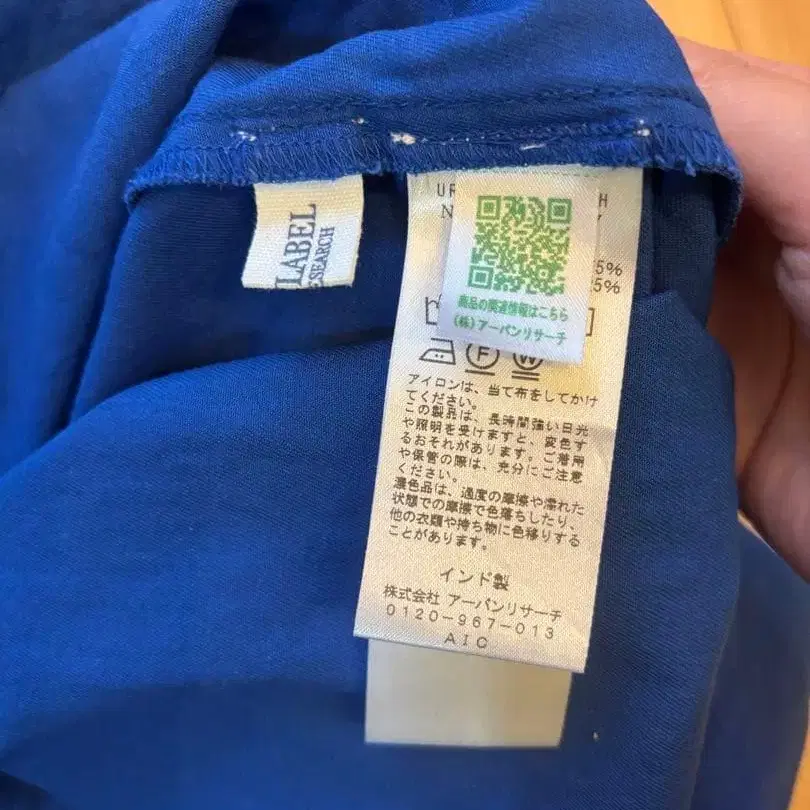 LABEL
ESEARCH
UR
H
N
Y
5%
5%
商品の関連情報はこちら
(株)アーバンリサーチ
F
W
アイロンは、当て布をしてかけ
てください。
この製品は、長時間強い日光
や照明を受けますと、変色す
るおそれがあります。ご着用
や保管の際は、充分にご注意
ください。
濃色品は、過度の摩擦や濡れた
状態での摩擦で色落ちしたり、
他の衣類や持ち物に色移りする
ことがあります。
インド製
株式会社 アーバンリサーチ
0120-967-013
AIC